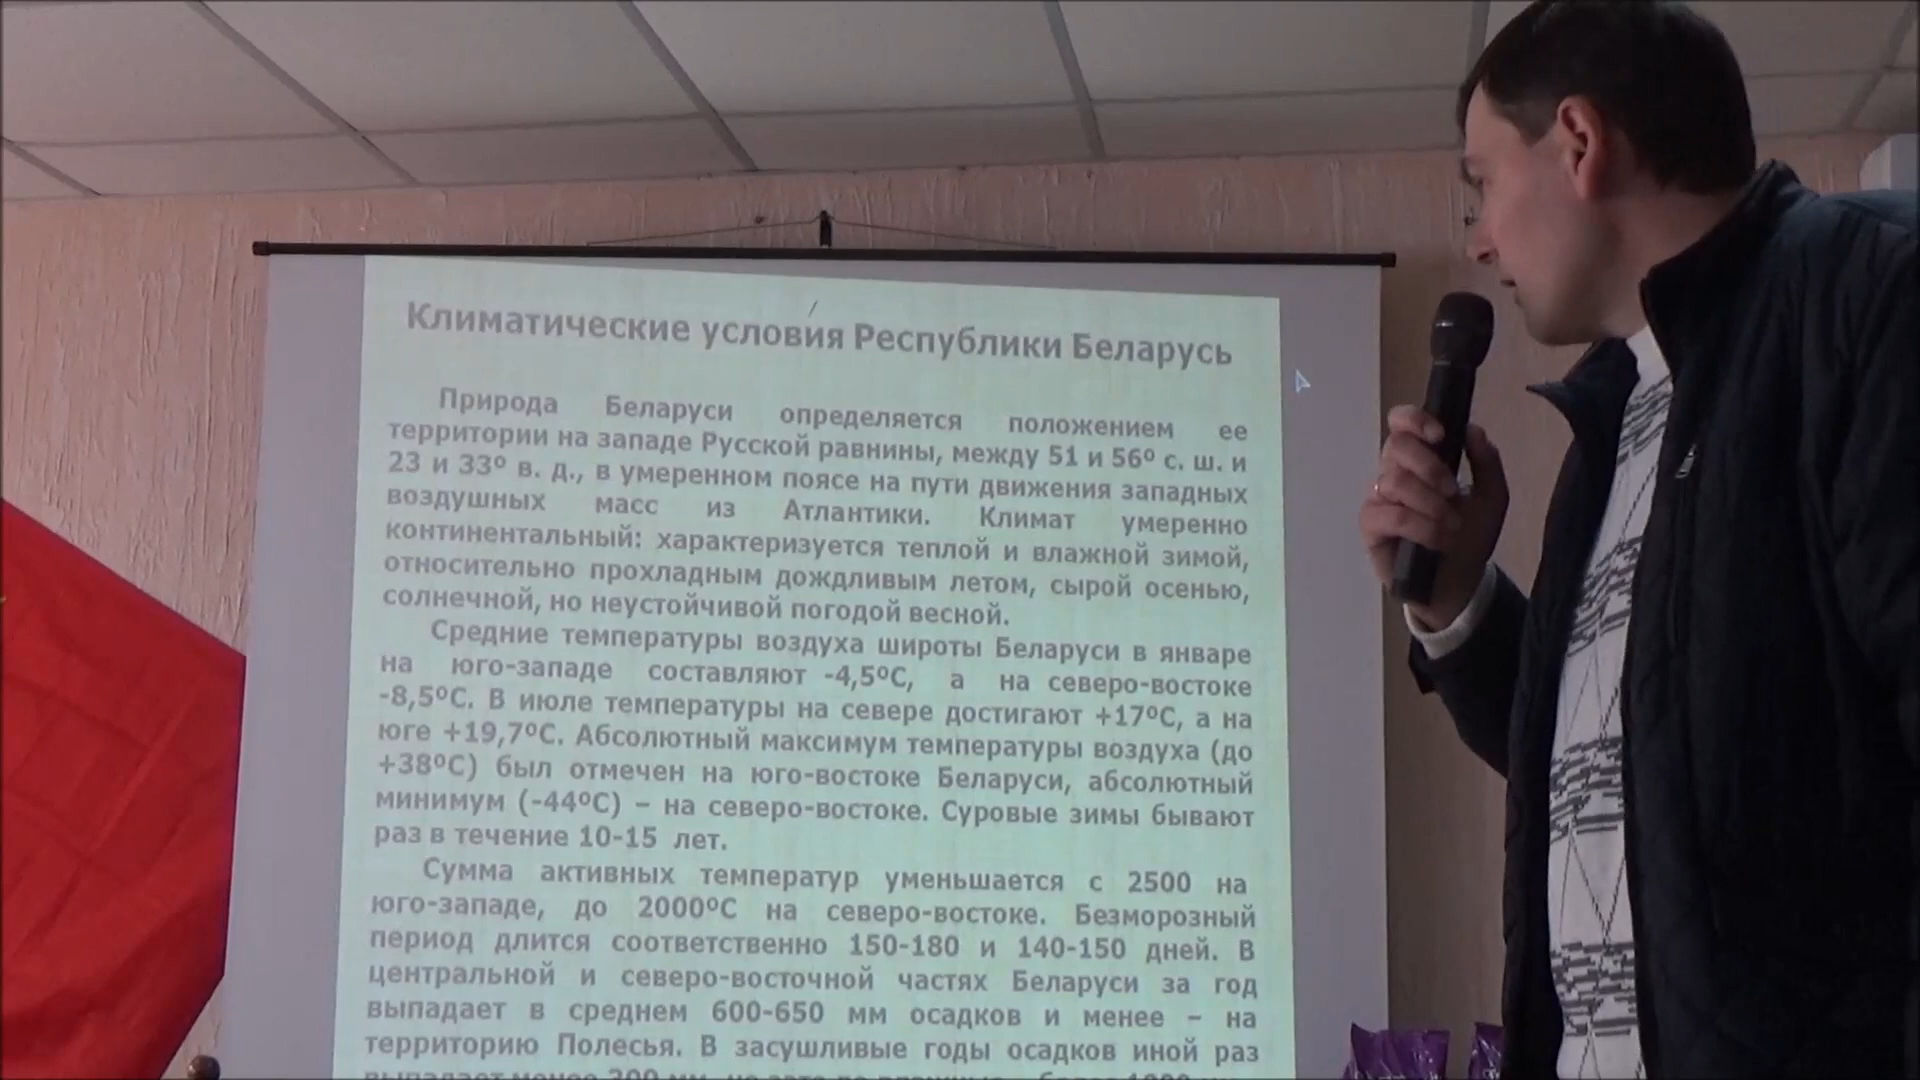 Климатические условия Республики Беларусь
Природа Беларуси определяется положением ее
территории на западе Русской равнины, между 51 и 56º с. ш. и
23 и 33º в. д., в умеренном поясе на пути движения западных
воздушных масс из Атлантики. Климат умеренно
континентальный: характеризуется теплой и влажной зимой,
относительно прохладным дождливым летом, сырой осенью,
солнечной, но неустойчивой погодой весной.
Средние температуры воздуха широты Беларуси в январе
на юго-западе составляют -4,5ºС, а на северо-востоке
-8,5ºС. В июле температуры на севере достигают +17ºС, а на
юге +19,7ºС. Абсолютный максимум температуры воздуха (до
+38ºС) был отмечен на юго-востоке Беларуси, абсолютный
минимум (-44ºС) – на северо-востоке. Суровые зимы бывают
раз в течение 10-15 лет.
Сумма активных температур уменьшается с 2500 на
юго-западе, до 2000ºС на северо-востоке. Безморозный
период длится соответственно 150-180 и 140-150 дней. В
центральной и северо-восточной частях Беларуси за год
выпадает в среднем 600-650 мм осадков и менее – на
территорию Полесья. В засушливые годы осадков иной раз
выпадает менее 300 мм